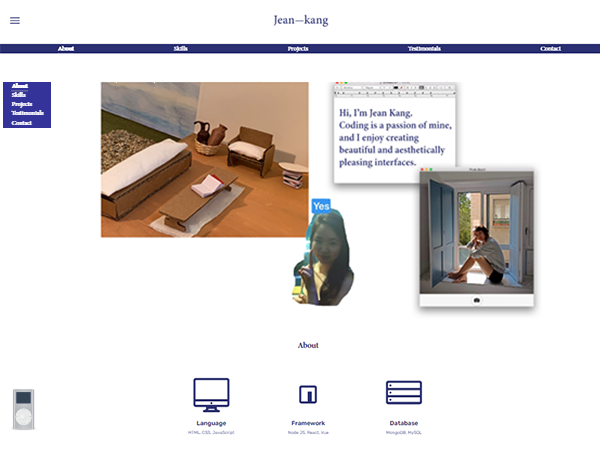 Jean—kang
About Skills Projects Testimonials Contact
About
Skills
Projects
Testimonials
Contact
Hi, I'm Jean Kang.
Coding is a passion of mine,
and I enjoy creating
beautiful and aesthetically
pleasing interfaces.
Yes
About
Language Framework Database
HTML, CSS, JavaScript Node JS, React, Vue MongoDB, MySQL